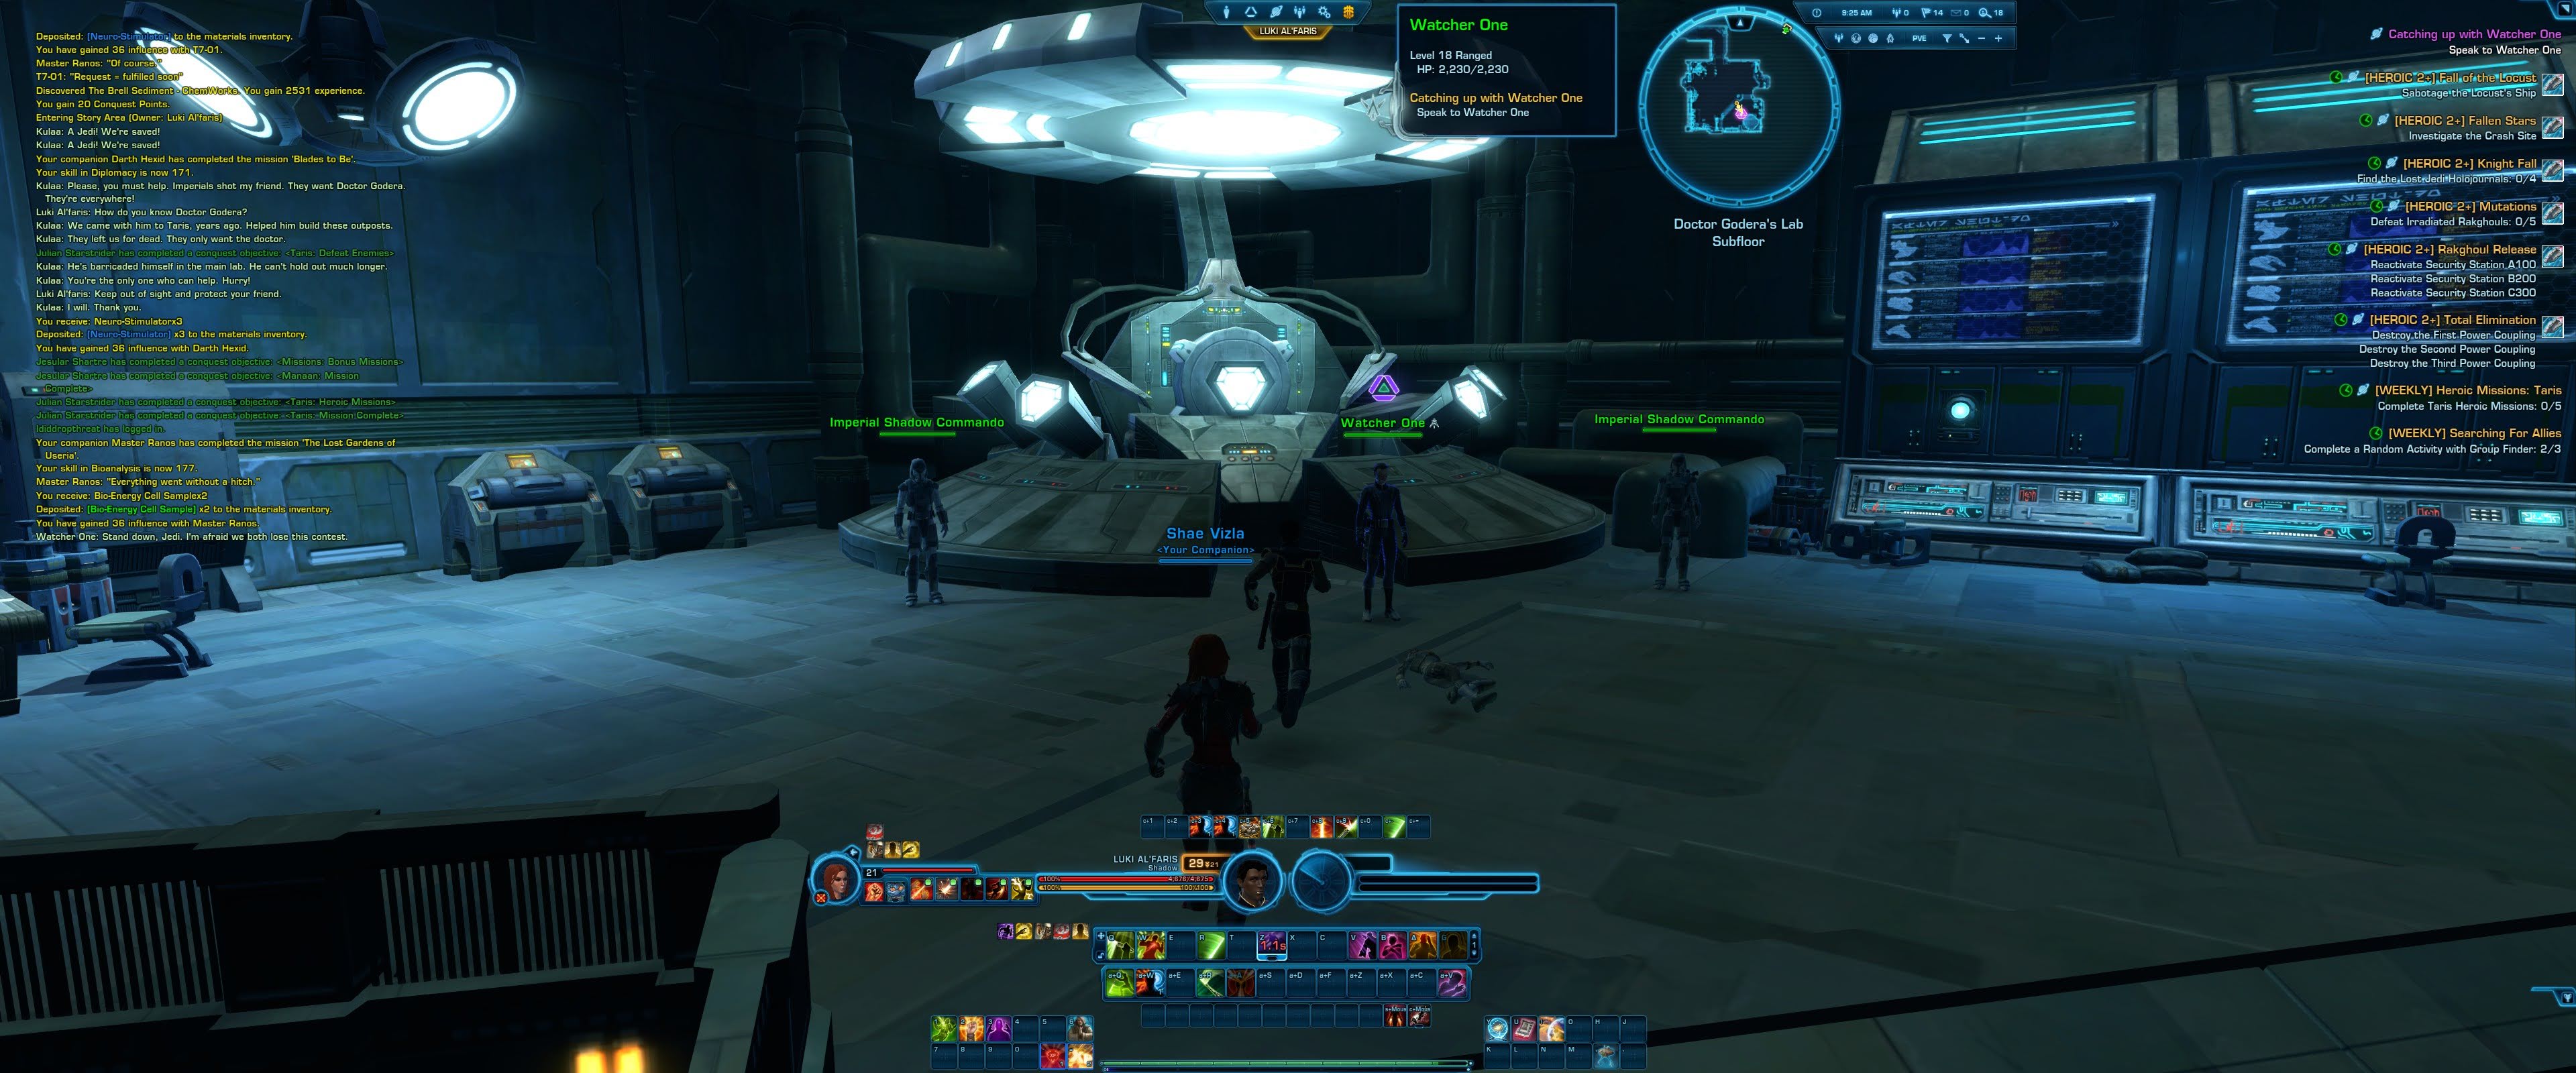 Deposited: [Neuro-Stimulator] to the materials inventory.
You have gained 36 influence with T7-01.
Master Ranos: "Of course."
T7-01: "Request = fulfilled soon"
Discovered The Brell Sediment - ChemWorks. You gain 2531 experience.
You gain 20 Conquest Points.
Entering Story Area (Owner: Luki Al'faris)
Kulaa: A Jedi! We're saved!
Kulaa: A Jedi! We're saved!
Your companion Darth Hexid has completed the mission 'Blades to Be'.
Your skill in Diplomacy is now 171.
Kulaa: Please, you must help. Imperials shot my friend. They want Doctor Godera.
They're everywhere!
Luki Al'faris: How do you know Doctor Godera?
Kulaa: We came with him to Taris, years ago. Helped him build these outposts.
Kulaa: They left us for dead. They only want the doctor.
Julian Starstrider has completed a conquest objective: <Taris: Defeat Enemies>
Kulaa: He's barricaded himself in the main lab. He can't hold out much longer.
Kulaa: You're the only one who can help. Hurry!
Luki Al'faris: Keep out of sight and protect your friend.
Kulaa: I will. Thank you.
You receive: Neuro-Stimulatorx3
Deposited: [Neuro-Stimulator] x3 to the materials inventory.
You have gained 36 influence with Darth Hexid.
Jesular Shartre has completed a conquest objective: <Missions: Bonus Missions>
Jesular Shartre has completed a conquest objective: <Manaan: Mission
Complete>
Julian Starstrider has completed a conquest objective: <Taris: Heroic Missions>
Julian Starstrider has completed a conquest objective: <Taris: Mission Complete>
Ididdropthreat has logged in.
Your companion Master Ranos has completed the mission 'The Lost Gardens of
Useria'.
Your skill in Bioanalysis is now 177.
Master Ranos: "Everything went without a hitch."
You receive: Bio-Energy Cell Samplex2
Deposited: [Bio-Energy Cell Sample] x2 to the materials inventory.
You have gained 36 influence with Master Ranos.
Watcher One: Stand down, Jedi. I'm afraid we both lose this contest.
LUKI AL'FARIS
Watcher One
Level 18 Ranged
HP: 2,230/2,230
Catching up with Watcher One
Speak to Watcher One
9:25 AM 0 14 0 18
PVE
Doctor Godera's Lab
Subfloor
Catching up with Watcher One
Speak to Watcher One
[HEROIC 2+] Fall of the Locust
Sabotage the Locust's Ship
[HEROIC 2+] Fallen Stars
Investigate the Crash Site
[HEROIC 2+] Knight Fall
Find the Lost Jedi Holojournals: 0/4
[HEROIC 2+] Mutations
Defeat Irradiated Rakghouls: 0/5
[HEROIC 2+] Rakghoul Release
Reactivate Security Station A100
Reactivate Security Station B200
Reactivate Security Station C300
[HEROIC 2+] Total Elimination
Destroy the First Power Coupling
Destroy the Second Power Coupling
Destroy the Third Power Coupling
[WEEKLY] Heroic Missions: Taris
Complete Taris Heroic Missions: 0/5
[WEEKLY] Searching For Allies
Complete a Random Activity with Group Finder: 2/3
Imperial Shadow Commando
Watcher One
Imperial Shadow Commando
Shae Vizla
<Your Companion>
LUKI AL'FARIS
Shadow
29 21
21
100% 4,676/4,675
100% 100/100
E R T Z 1.1s X C V B
a+Q a+W a+E a+S a+D a+F a+Z a+X a+C a+V
4 5
7 8 9 0
U O H J
K L N M